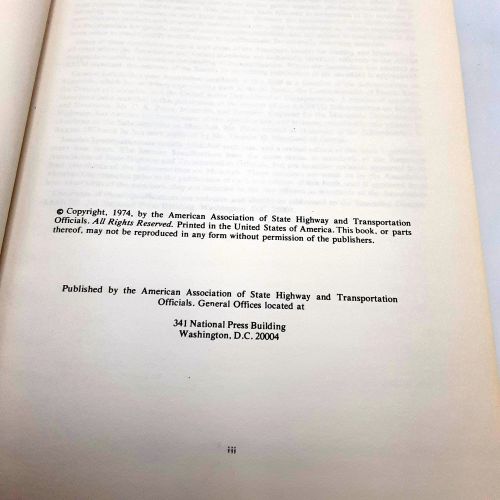 © Copyright, 1974, by the American Association of State Highway and Transportation
Officials. All Rights Reserved. Printed in the United States of America. This book, or parts
thereof, may not be reproduced in any form without permission of the publishers.
Published by the American Association of State Highway and Transportation
Officials. General Offices located at
341 National Press Building
Washington, D.C. 20004
iii